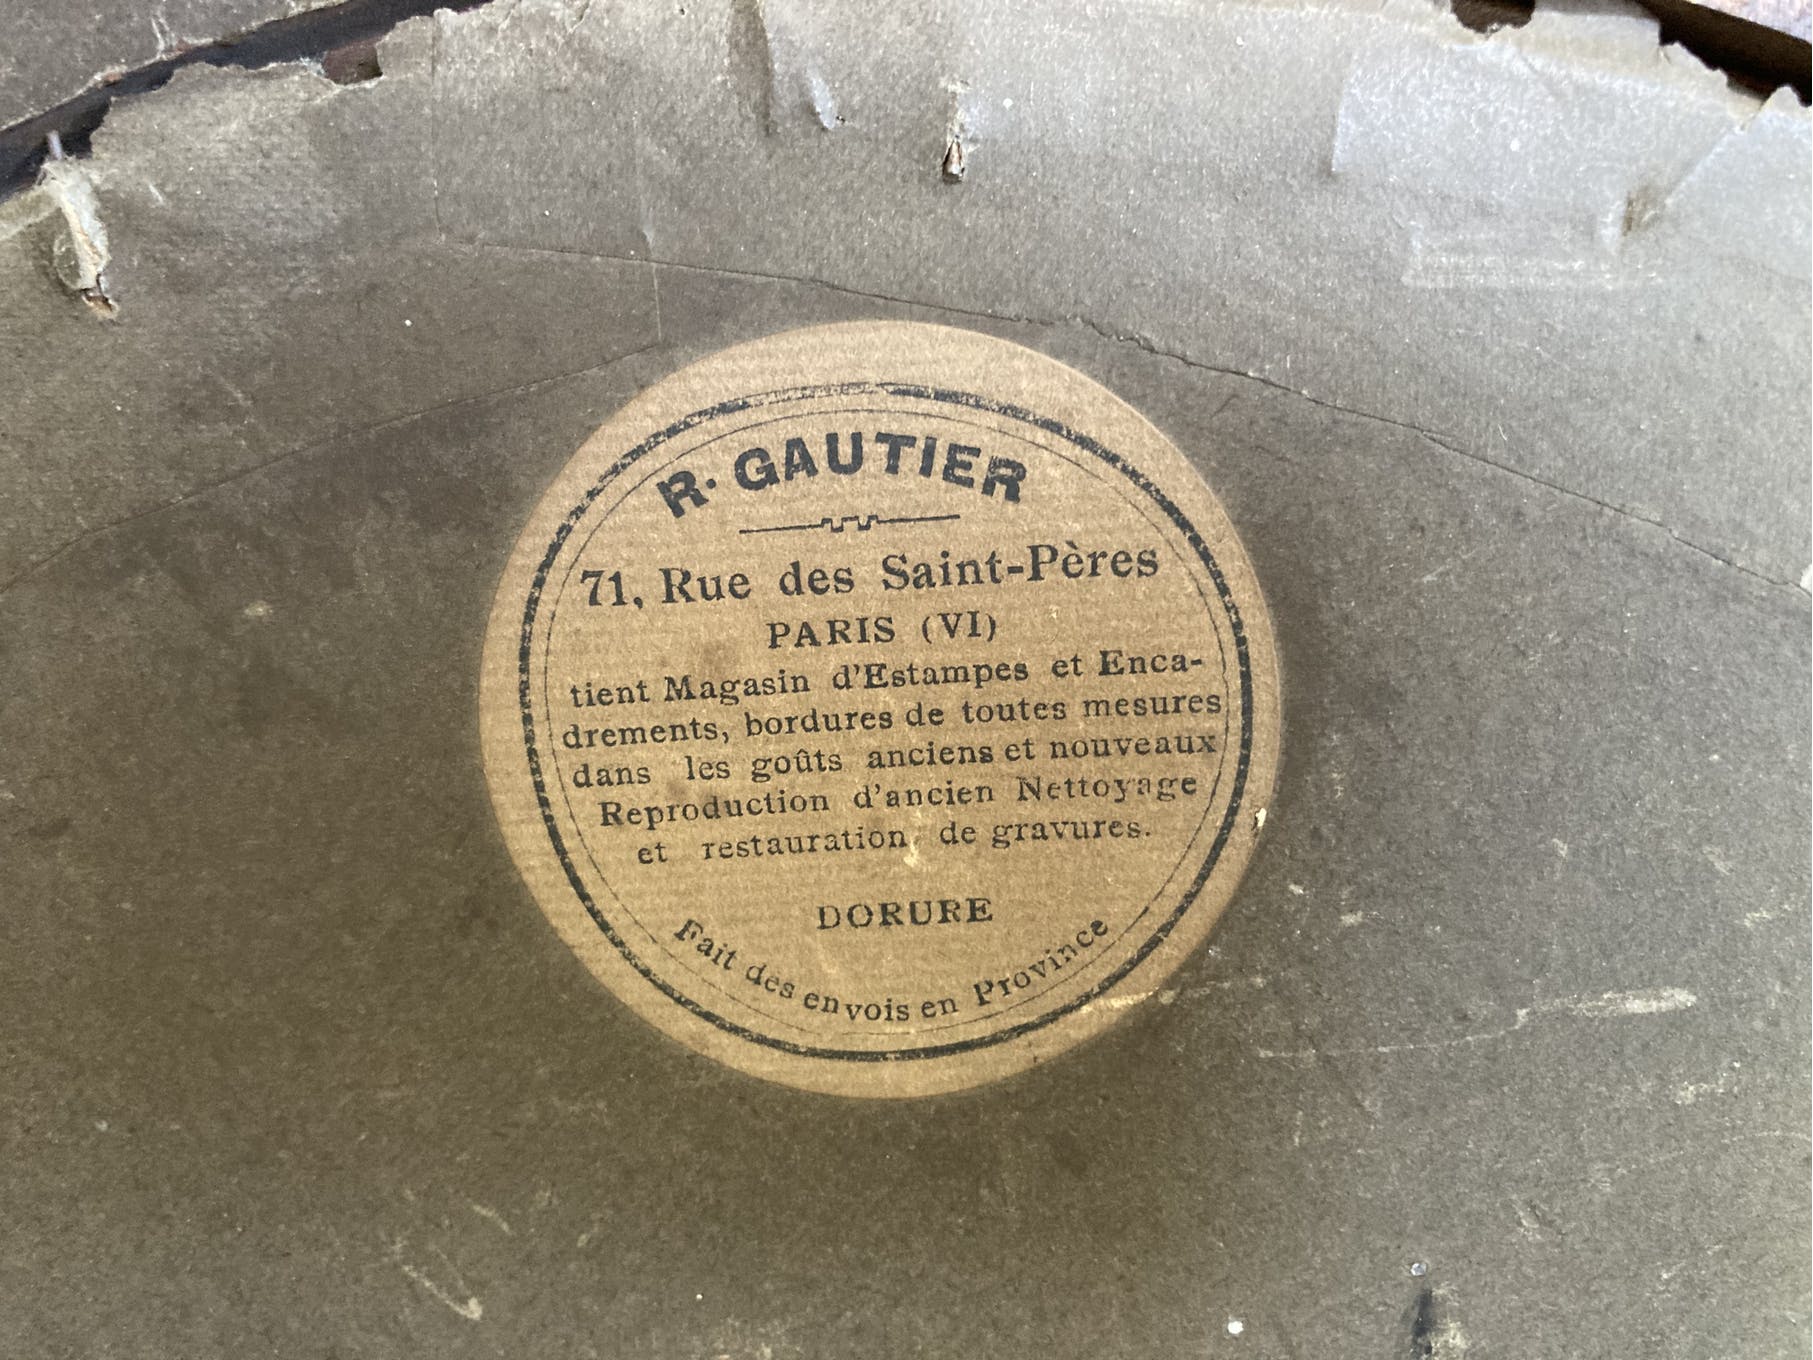 R. GAUTIER
71, Rue des Saint-Pères
PARIS (VI)
tient Magasin d'Estampes et Enca-
drements, bordures de toutes mesures
dans les goûts anciens et nouveaux
Reproduction d'ancien Nettoyage
et restauration de gravures.
DORURE
Fait des envois en Province